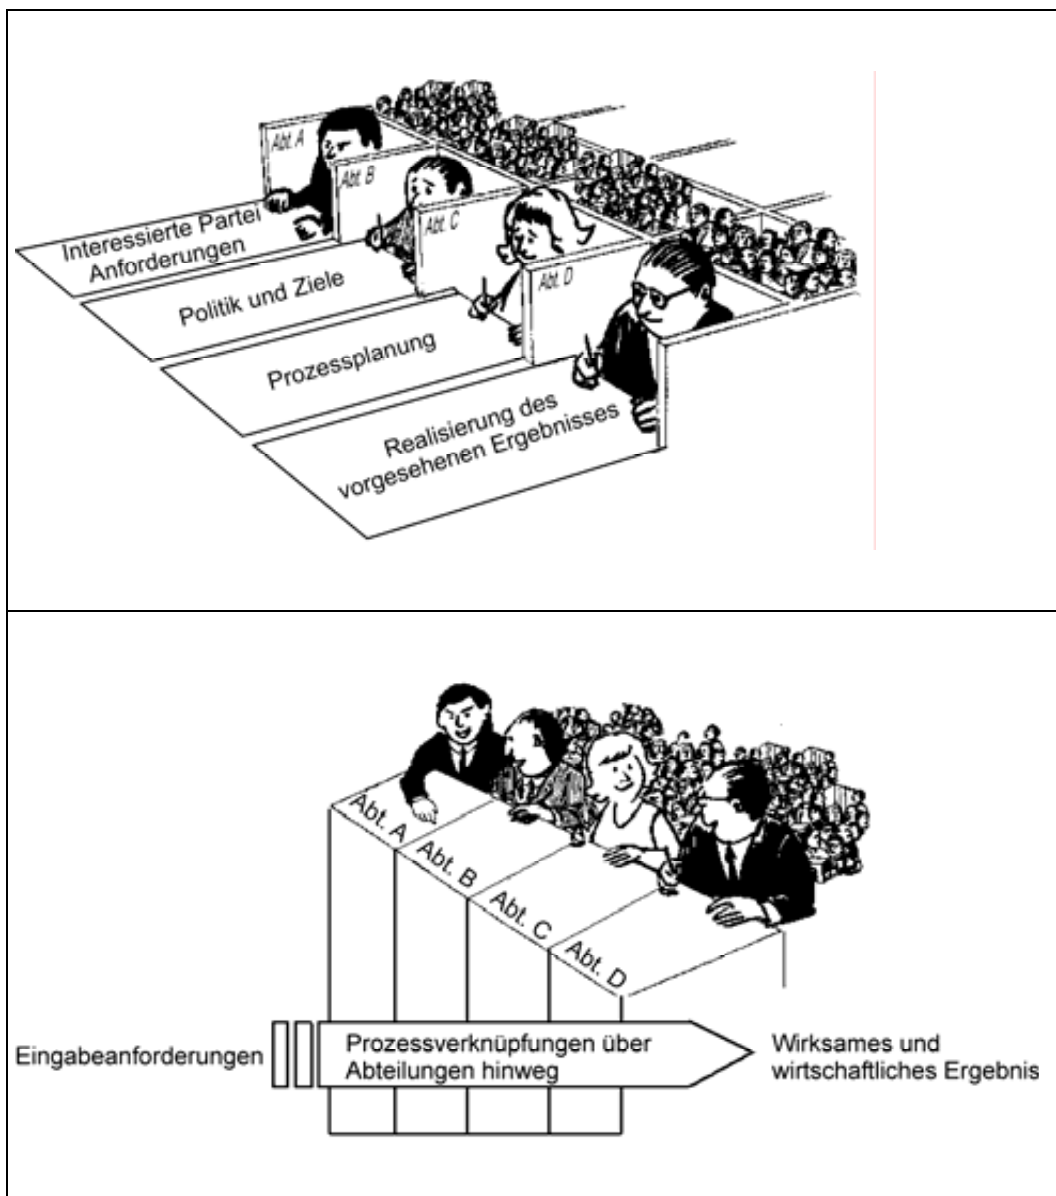 Abt. A
Abt. B
Abt. C
Abt. D
Interessierte Partei
Anforderungen
Politik und Ziele
Prozessplanung
Realisierung des
vorgesehenen Ergebnisses
Abt. A
Abt. B
Abt. C
Abt. D
Eingabeanforderungen
Prozessverknüpfungen über
Abteilungen hinweg
Wirksames und
wirtschaftliches Ergebnis